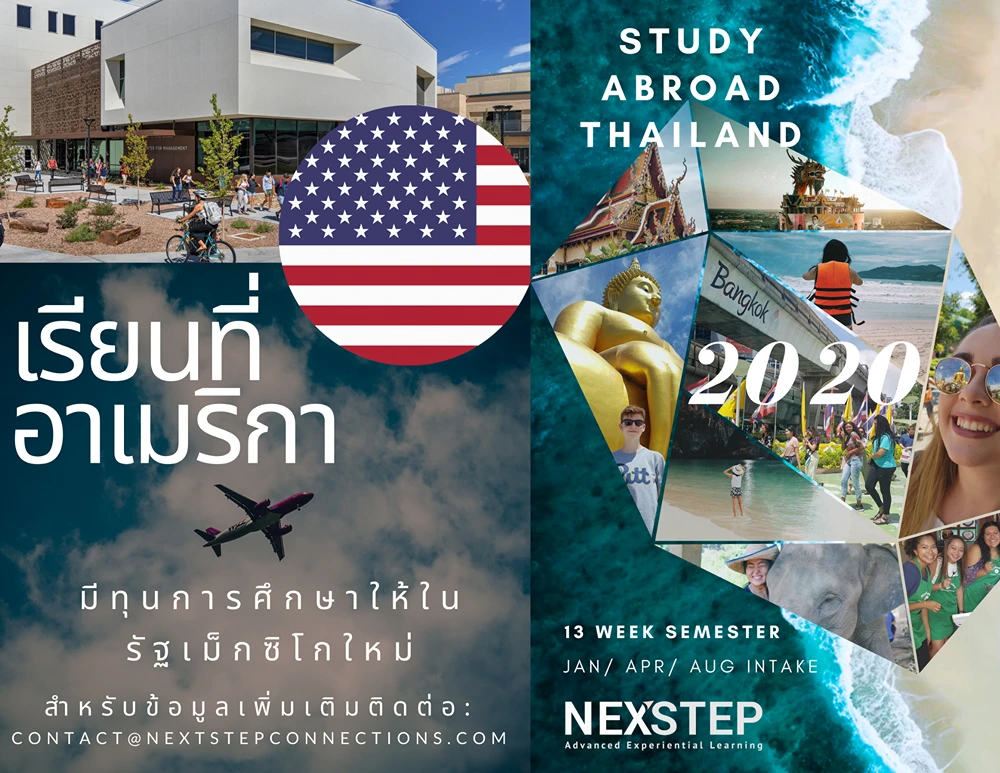 เรียนที่
อาเมริกา
มีทุนการศึกษาให้ใน
รัฐเม็กซิโกใหม่
สำหรับข้อมูลเพิ่มเติมติดต่อ:
CONTACT@NEXTSTEPCONNECTIONS.COM
STUDY
ABROAD
THAILAND
Bangkok
2020
Pitt
13 WEEK SEMESTER
JAN/ APR/ AUG INTAKE
NEXSTEP
Advanced Experiential Learning